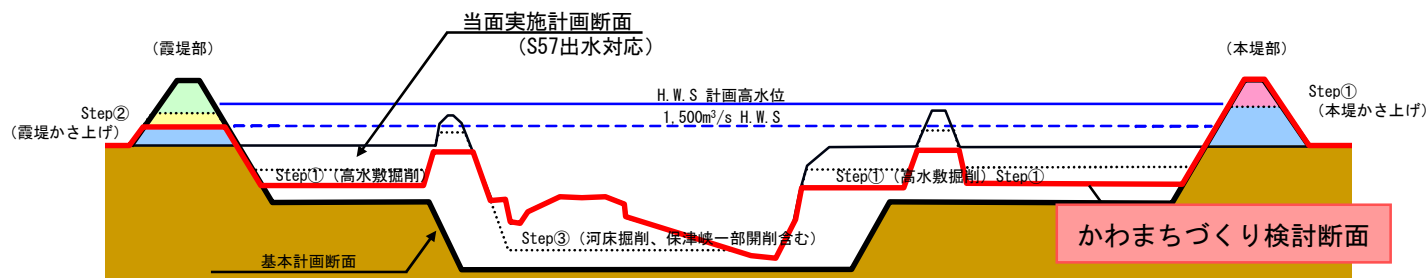 当面実施計画断面
（S57出水対応）
（霞堤部）
（本堤部）
H.W.S 計画高水位
Step②
（霞堤かさ上げ）
Step①
（本堤かさ上げ）
1,500m³/s H.W.S
Step①（高水敷掘削）
Step①（高水敷掘削）Step①
Step③（河床掘削、保津峡一部開削含む）
かわまちづくり検討断面
基本計画断面